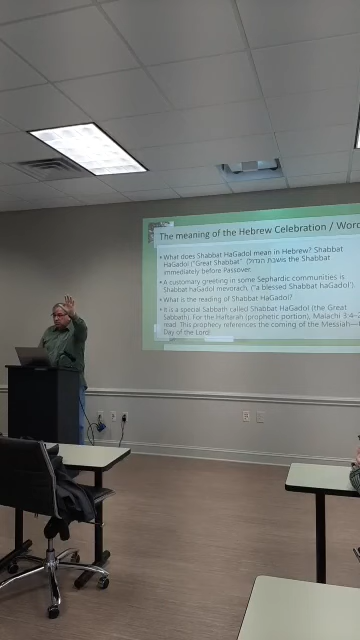 The meaning of the Hebrew Celebration / Word
• What does Shabbat HaGadol mean in Hebrew? Shabbat
HaGadol ("Great Shabbat" the Shabbat
immediately before Passover.
• A customary greeting in some Sephardic communities is
Shabbat haGadol mevorach, ("a blessed Shabbat haGadol").
• What is the reading of Shabbat HaGadol?
• It is a special Sabbath called Shabbat HaGadol (the Great
Sabbath). For the Haftarah (prophetic portion), Malachi 3:4-
read. This prophecy references the coming of the Messiah—
Day of the Lord!